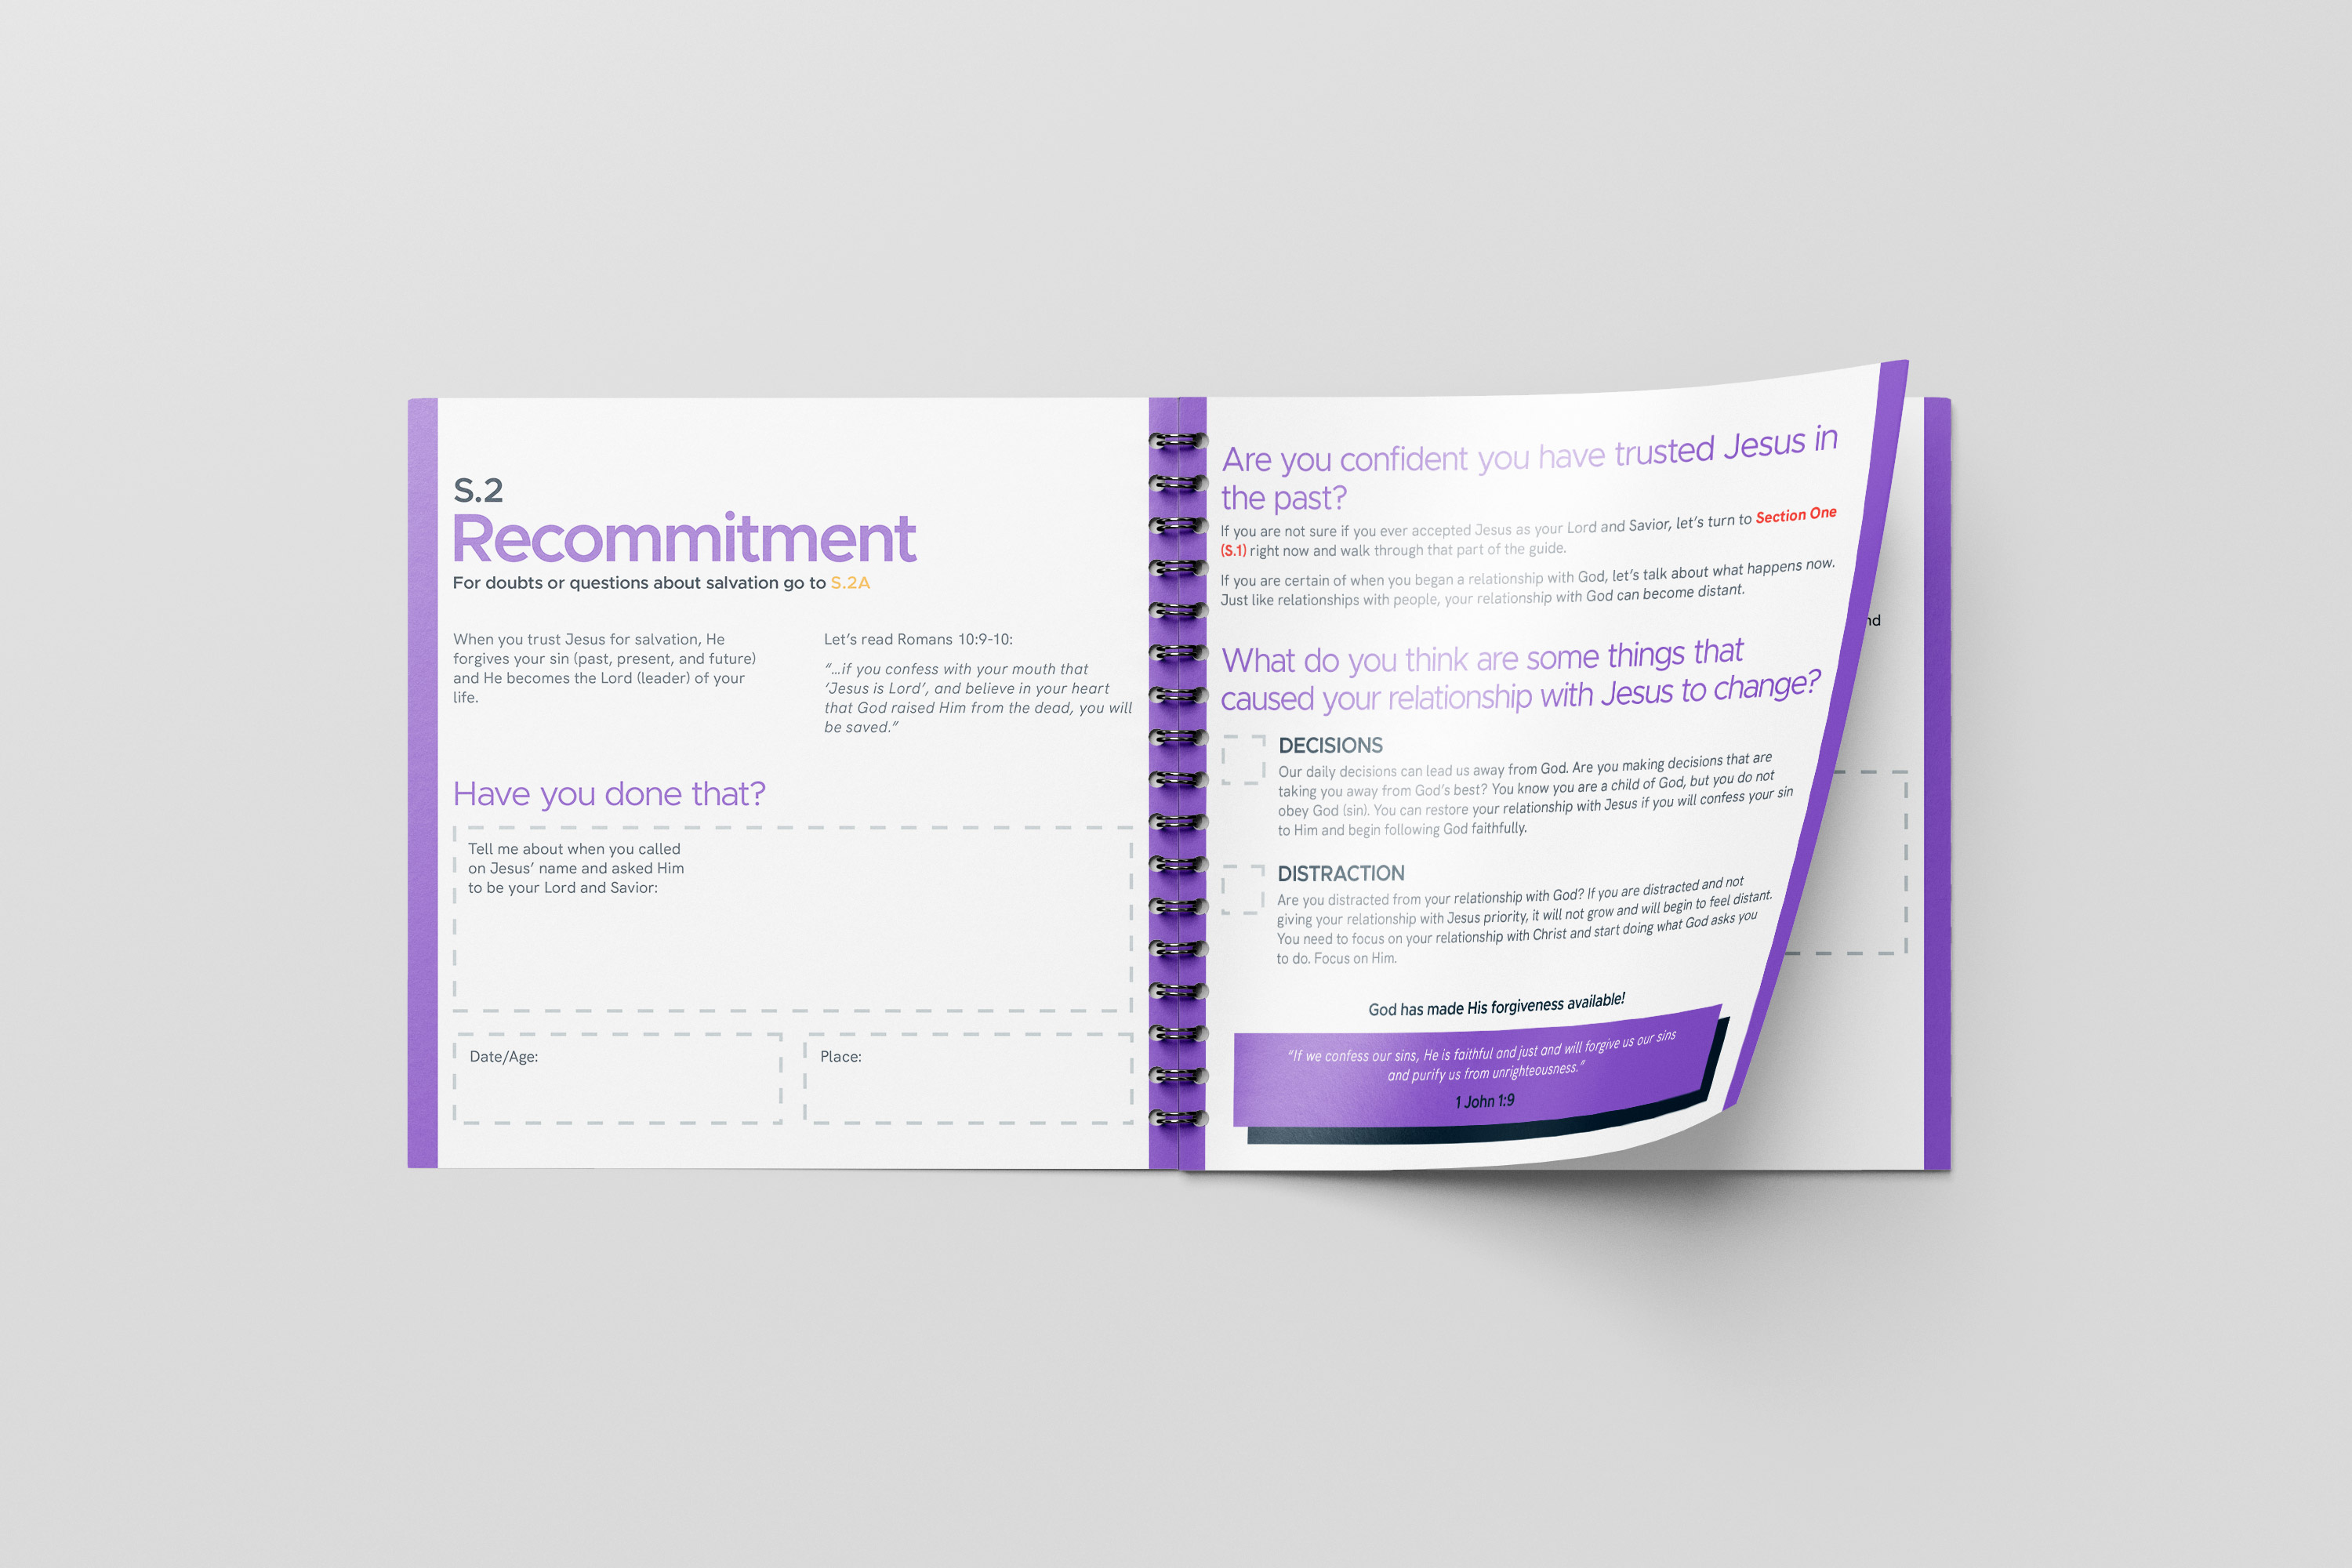 S.2
Recommitment
For doubts or questions about salvation go to S.2A
When you trust Jesus for salvation, He
forgives your sin (past, present, and future)
and He becomes the Lord (leader) of your
life.
Let’s read Romans 10:9-10:
“...if you confess with your mouth that
‘Jesus is Lord’, and believe in your heart
that God raised Him from the dead, you will
be saved.”
Have you done that?
Tell me about when you called
on Jesus’ name and asked Him
to be your Lord and Savior:
Date/Age:
Place:
Are you confident you have trusted Jesus in
the past?
If you are not sure if you ever accepted Jesus as your Lord and Savior, let’s turn to Section One
(S.1) right now and walk through that part of the guide.
If you are certain of when you began a relationship with God, let’s talk about what happens now.
Just like relationships with people, your relationship with God can become distant.
What do you think are some things that
caused your relationship with Jesus to change?
DECISIONS
Our daily decisions can lead us away from God. Are you making decisions that are
taking you away from God’s best? You know you are a child of God, but you do not
obey God (sin). You can restore your relationship with Jesus if you will confess your sin
to Him and begin following God faithfully.
DISTRACTION
Are you distracted from your relationship with God? If you are distracted and not
giving your relationship with Jesus priority, it will not grow and will begin to feel distant.
You need to focus on your relationship with Christ and start doing what God asks you
to do. Focus on Him.
God has made His forgiveness available!
“If we confess our sins, He is faithful and just and will forgive us our sins
and purify us from unrighteousness.”
1 John 1:9